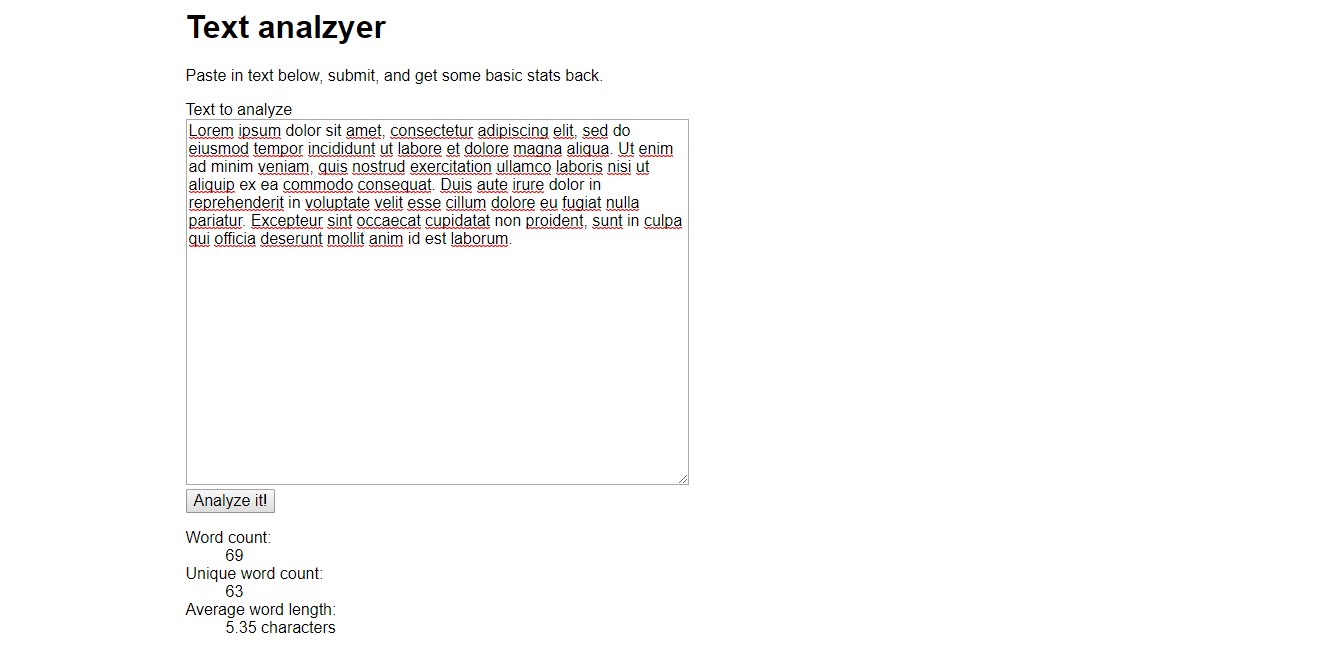 Text analzyer
Paste in text below, submit, and get some basic stats back.
Text to analyze
Lorem ipsum dolor sit amet, consectetur adipiscing elit, sed do
eiusmod tempor incididunt ut labore et dolore magna aliqua. Ut enim
ad minim veniam, quis nostrud exercitation ullamco laboris nisi ut
aliquip ex ea commodo consequat. Duis aute irure dolor in
reprehenderit in voluptate velit esse cillum dolore eu fugiat nulla
pariatur. Excepteur sint occaecat cupidatat non proident, sunt in culpa
qui officia deserunt mollit anim id est laborum.
Analyze it!
Word count:
69
Unique word count:
63
Average word length:
5.35 characters